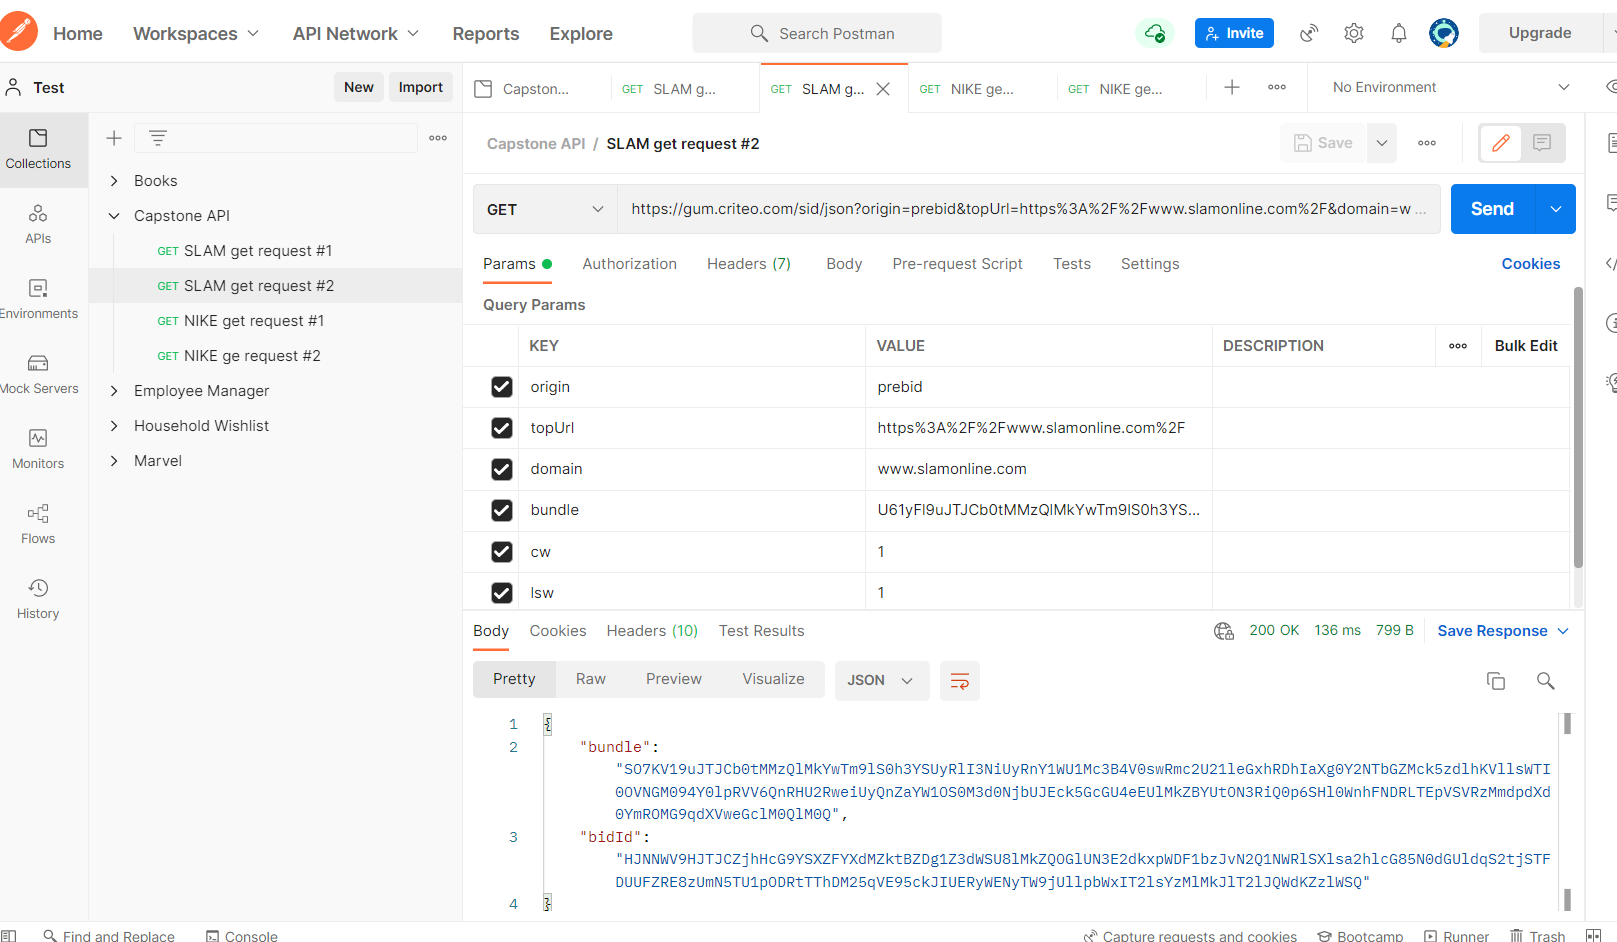 Home Workspaces API Network Reports Explore Search Postman Invite Upgrade
Test New Import Capston... GET SLAM g... GET SLAM g... GET NIKE ge... GET NIKE ge... No Environment
Collections
APIs
Environments
Mock Servers
Monitors
Flows
History
Books
Capstone API
GET SLAM get request #1
GET SLAM get request #2
GET NIKE get request #1
GET NIKE ge request #2
Employee Manager
Household Wishlist
Marvel
Capstone API / SLAM get request #2 Save
GET https://gum.criteo.com/sid/json?origin=prebid&topUrl=https%3A%2F%2Fwww.slamonline.com%2F&domain=w ... Send
Params Authorization Headers (7) Body Pre-request Script Tests Settings Cookies
Query Params
KEY VALUE DESCRIPTION Bulk Edit
origin prebid
topUrl https%3A%2F%2Fwww.slamonline.com%2F
domain www.slamonline.com
bundle U61yFl9uJTJCb0tMMzQlMkYwTm9lS0h3YS...
cw 1
lsw 1
Body Cookies Headers (10) Test Results 200 OK 136 ms 799 B Save Response
Pretty Raw Preview Visualize JSON
1 {
2 "bundle":
"SO7KV19uJTJCb0tMMzQlMkYwTm9lS0h3YSUyRlI3NiUyRnY1WU1Mc3B4V0swRmc2U21leGxhRDhIaXg0Y2NTbGZMck5zdlhKVllsWTI
0OVNGM094Y0lpRVV6QnRHU2RweiUyQnZaYW1OS0M3d0NjbUJEck5GcGU4eEUlMkZBYUtON3RiQ0p6SHl0WnhFNDRLTEpVSVRzMmdpdXd
0YmROMG9qdXVweGclM0QlM0Q",
3 "bidId":
"HJNNWV9HJTJCZjhHcG9YSXZFYXdMZktBZDg1Z3dWSU8lMkZQOGlUN3E2dkxpWDF1bzJvN2Q1NWRlSXlsa2hlcG85N0dGUldqS2tjSTF
DUUFZRE8zUmN5TU1pODRtTThDM25qVE95ckJIUERyWENyTW9jUllpbWxIT2lsYzMlMkJlT2lJQWdKZzlWSQ"
4 }
Find and Replace Console Capture requests and cookies Bootcamp Runner Trash